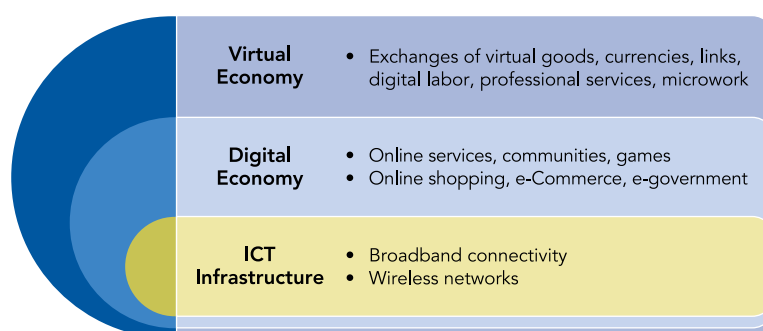 Virtual
Economy
• Exchanges of virtual goods, currencies, links,
digital labor, professional services, microwork
Digital
Economy
• Online services, communities, games
• Online shopping, e-Commerce, e-government
ICT
Infrastructure
• Broadband connectivity
• Wireless networks